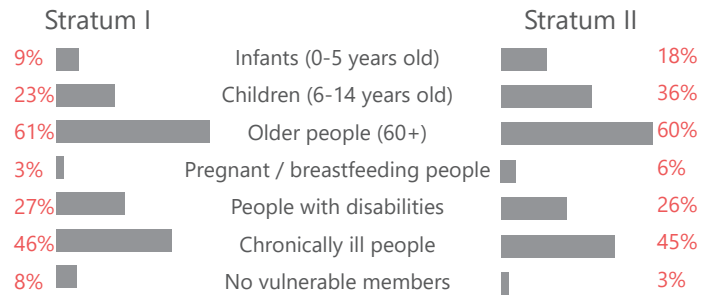 Stratum I Stratum II
9% Infants (0-5 years old) 18%
23% Children (6-14 years old) 36%
61% Older people (60+) 60%
3% Pregnant / breastfeeding people 6%
27% People with disabilities 26%
46% Chronically ill people 45%
8% No vulnerable members 3%